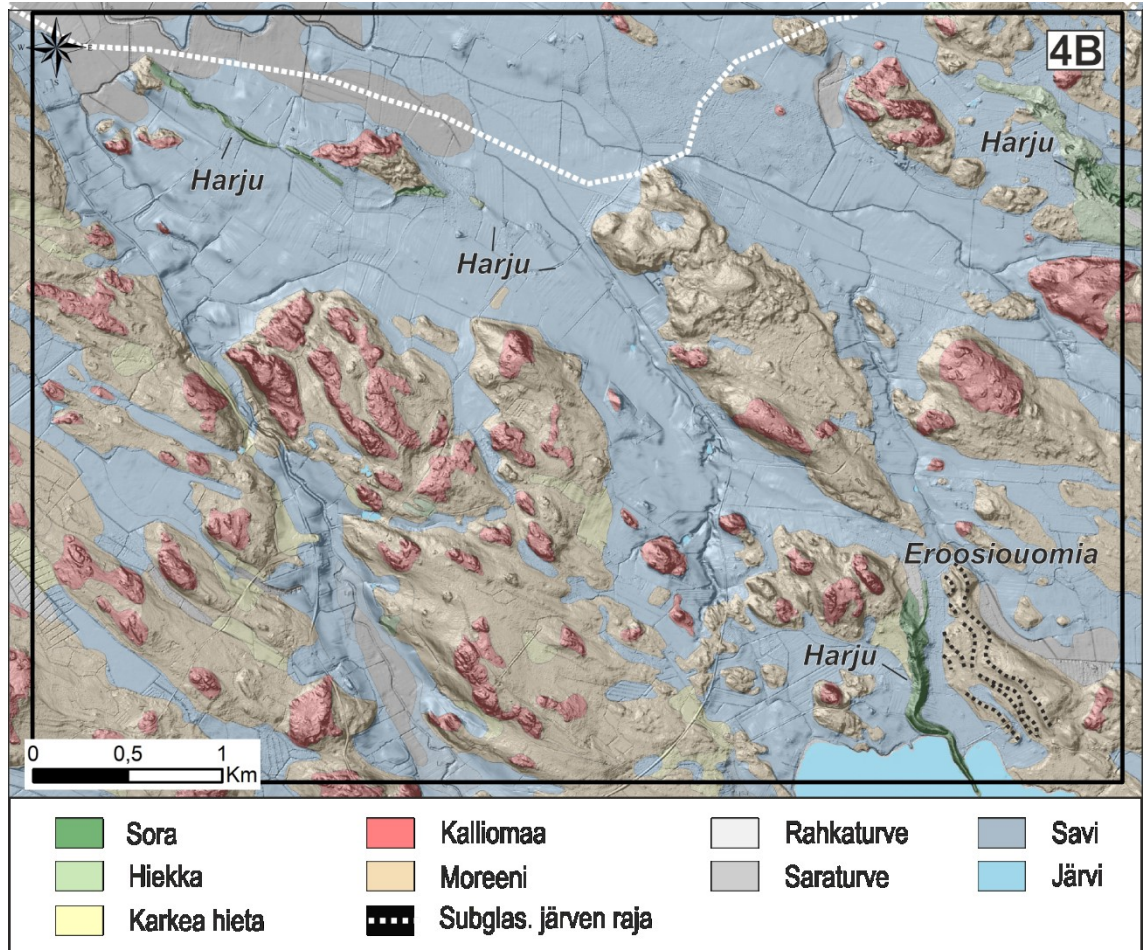 4B
W E
Harju
Harju
Harju
Eroosiouomia
Harju
0 0,5 1
Km
Sora Kalliomaa Rahkaturve Savi
Hiekka Moreeni Saraturve Järvi
Karkea hieta Subglas. järven raja